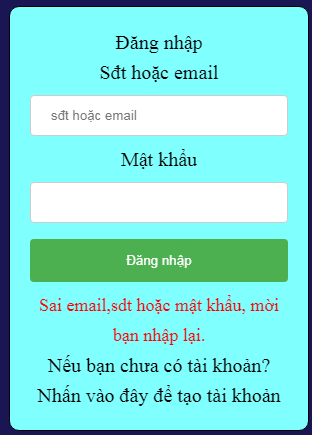 Đăng nhập
Sđt hoặc email
sđt hoặc email
Mật khẩu
Đăng nhập
Sai email,sdt hoặc mật khẩu, mời
bạn nhập lại.
Nếu bạn chưa có tài khoản?
Nhấn vào đây để tạo tài khoản